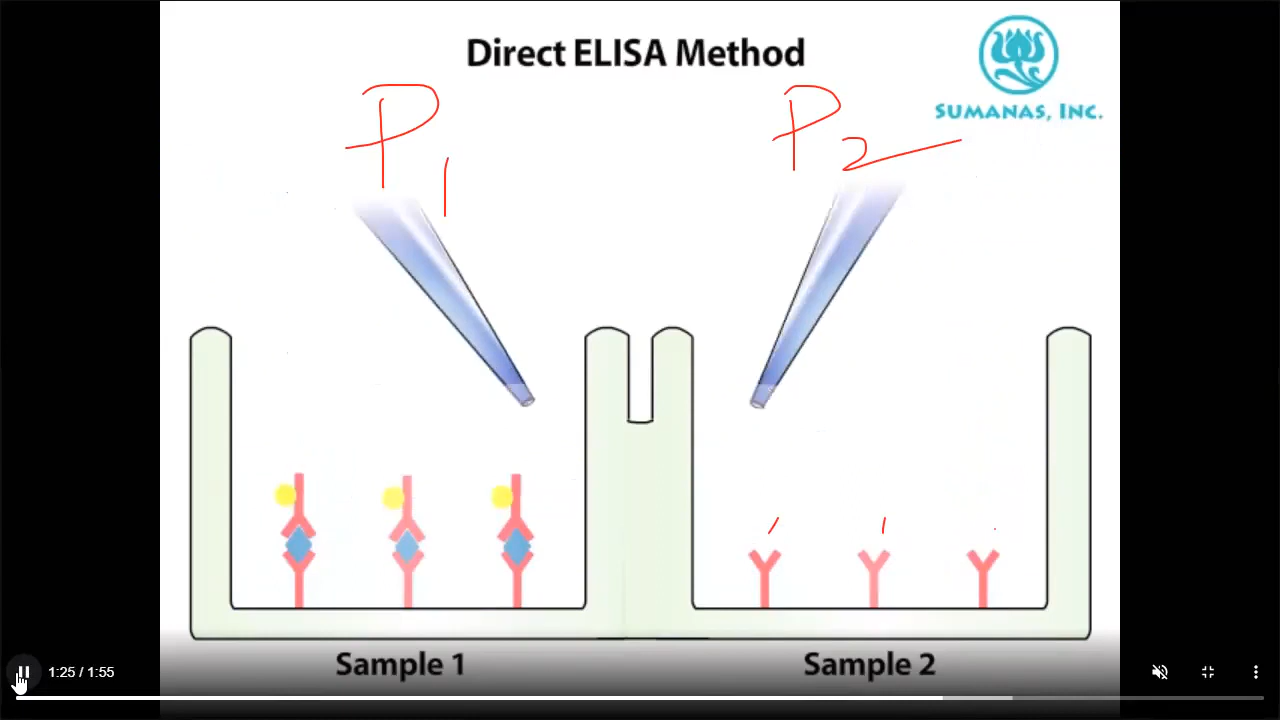 Direct ELISA Method
SUMANAS, INC.
P1
P2
Sample 1
Sample 2
1:25 / 1:55